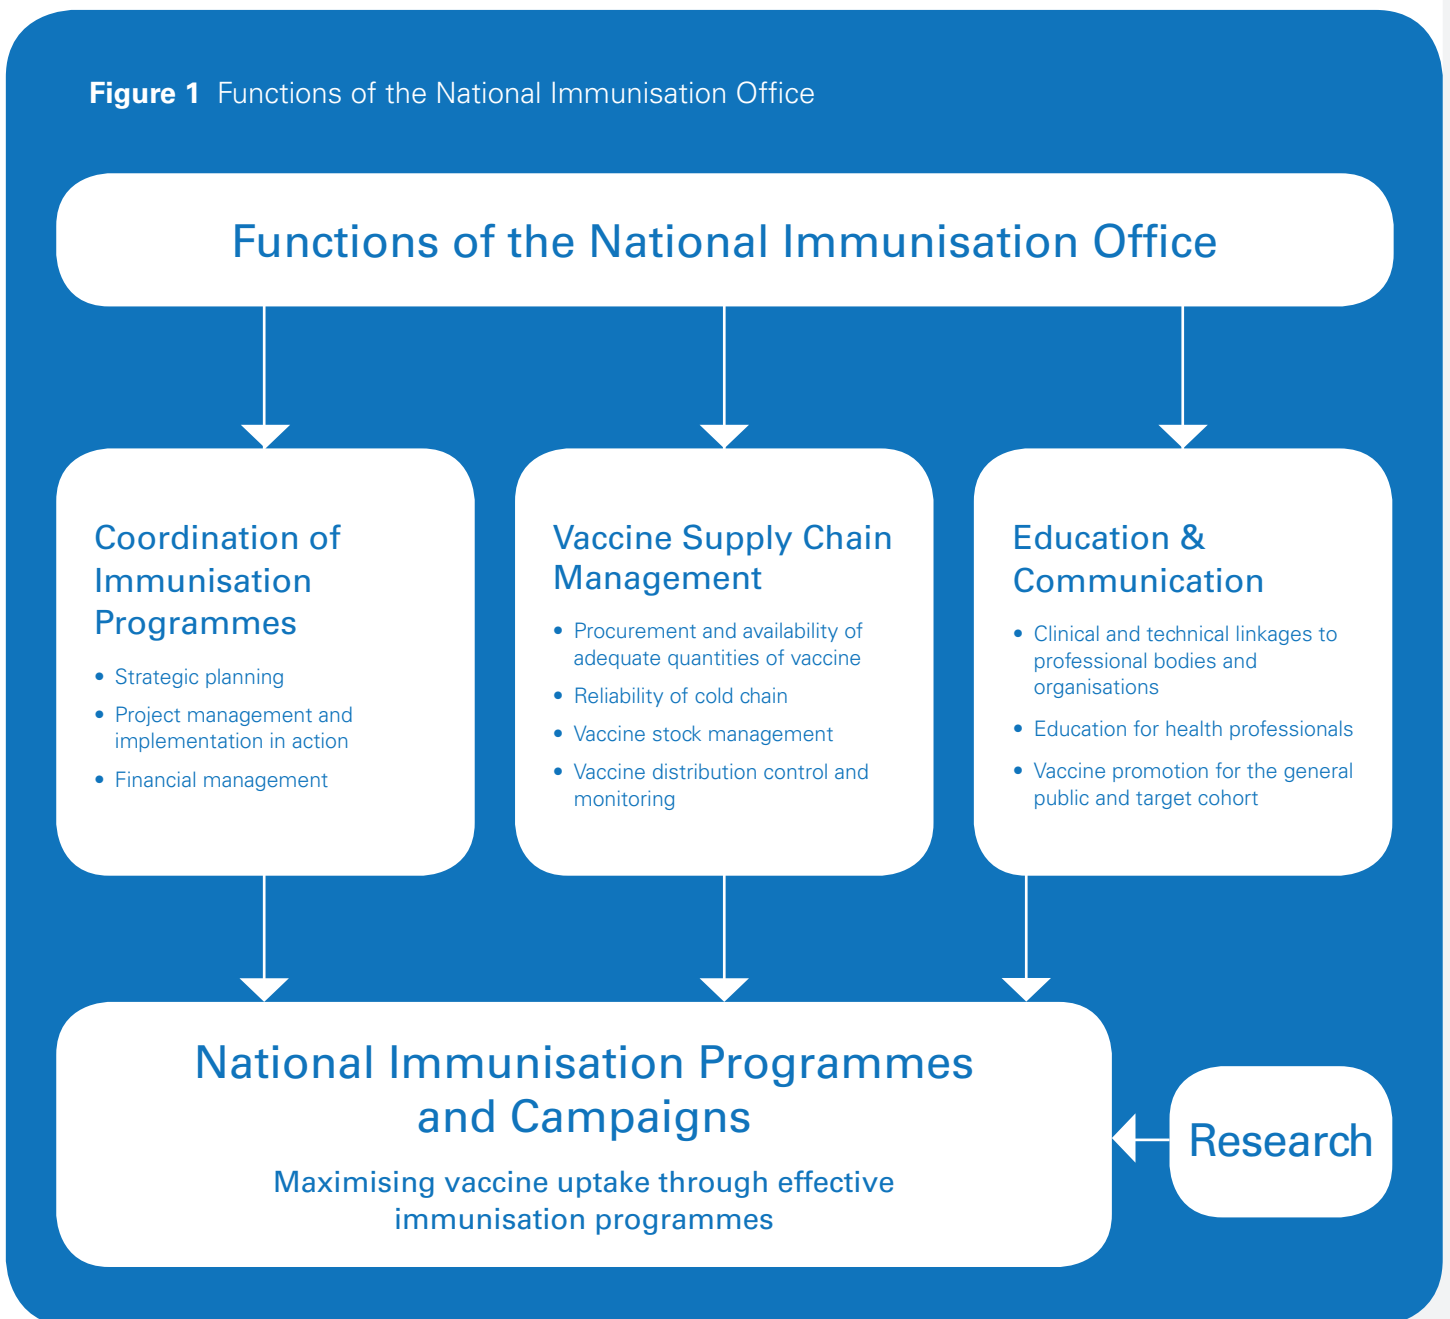 Figure 1 Functions of the National Immunisation Office
Functions of the National Immunisation Office
Coordination of
Immunisation
Programmes
• Strategic planning
• Project management and
implementation in action
• Financial management
Vaccine Supply Chain
Management
• Procurement and availability of
adequate quantities of vaccine
• Reliability of cold chain
• Vaccine stock management
• Vaccine distribution control and
monitoring
Education &
Communication
• Clinical and technical linkages to
professional bodies and
organisations
• Education for health professionals
• Vaccine promotion for the general
public and target cohort
National Immunisation Programmes
and Campaigns
Maximising vaccine uptake through effective
immunisation programmes
Research